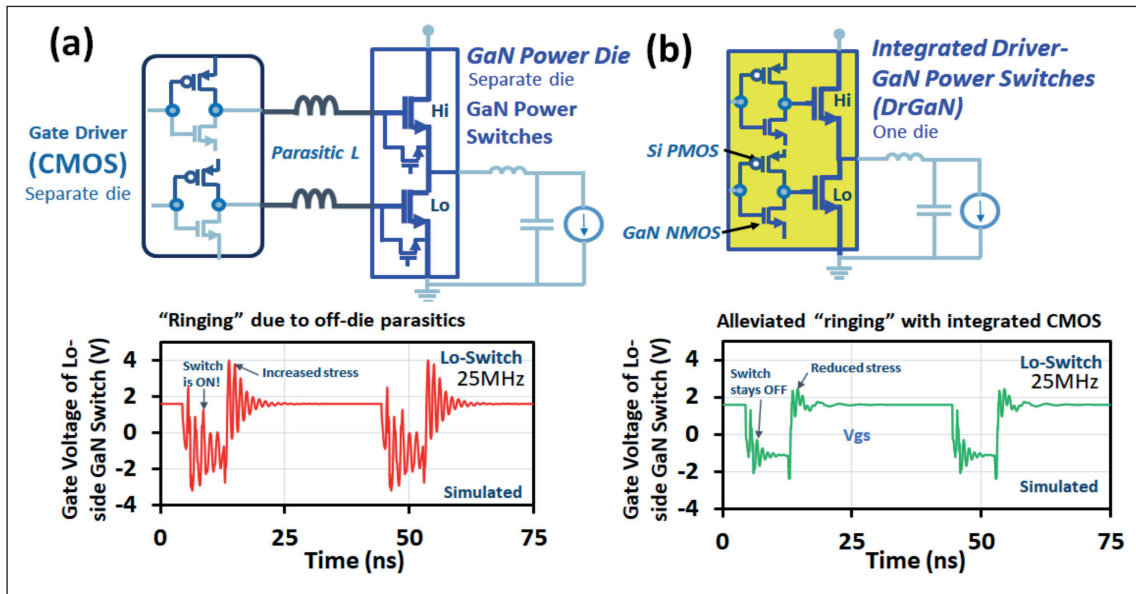 (a)
GaN Power Die
Separate die
GaN Power
Switches
Hi
Lo
Gate Driver
(CMOS)
Separate die
Parasitic L
"Ringing" due to off-die parasitics
Gate Voltage of Lo-
side GaN Switch (V)
4
2
0
-2
-4
Switch
is ON!
Increased stress
Lo-Switch
25MHz
Simulated
0
25
50
75
Time (ns)
(b)
Integrated Driver-
GaN Power Switches
(DrGaN)
One die
Hi
Lo
Si PMOS
GaN NMOS
Alleviated "ringing" with integrated CMOS
Gate Voltage of Lo-
side GaN Switch (V)
4
2
0
-2
-4
Switch
stays OFF
Reduced stress
Lo-Switch
25MHz
Vgs
Simulated
0
25
50
75
Time (ns)